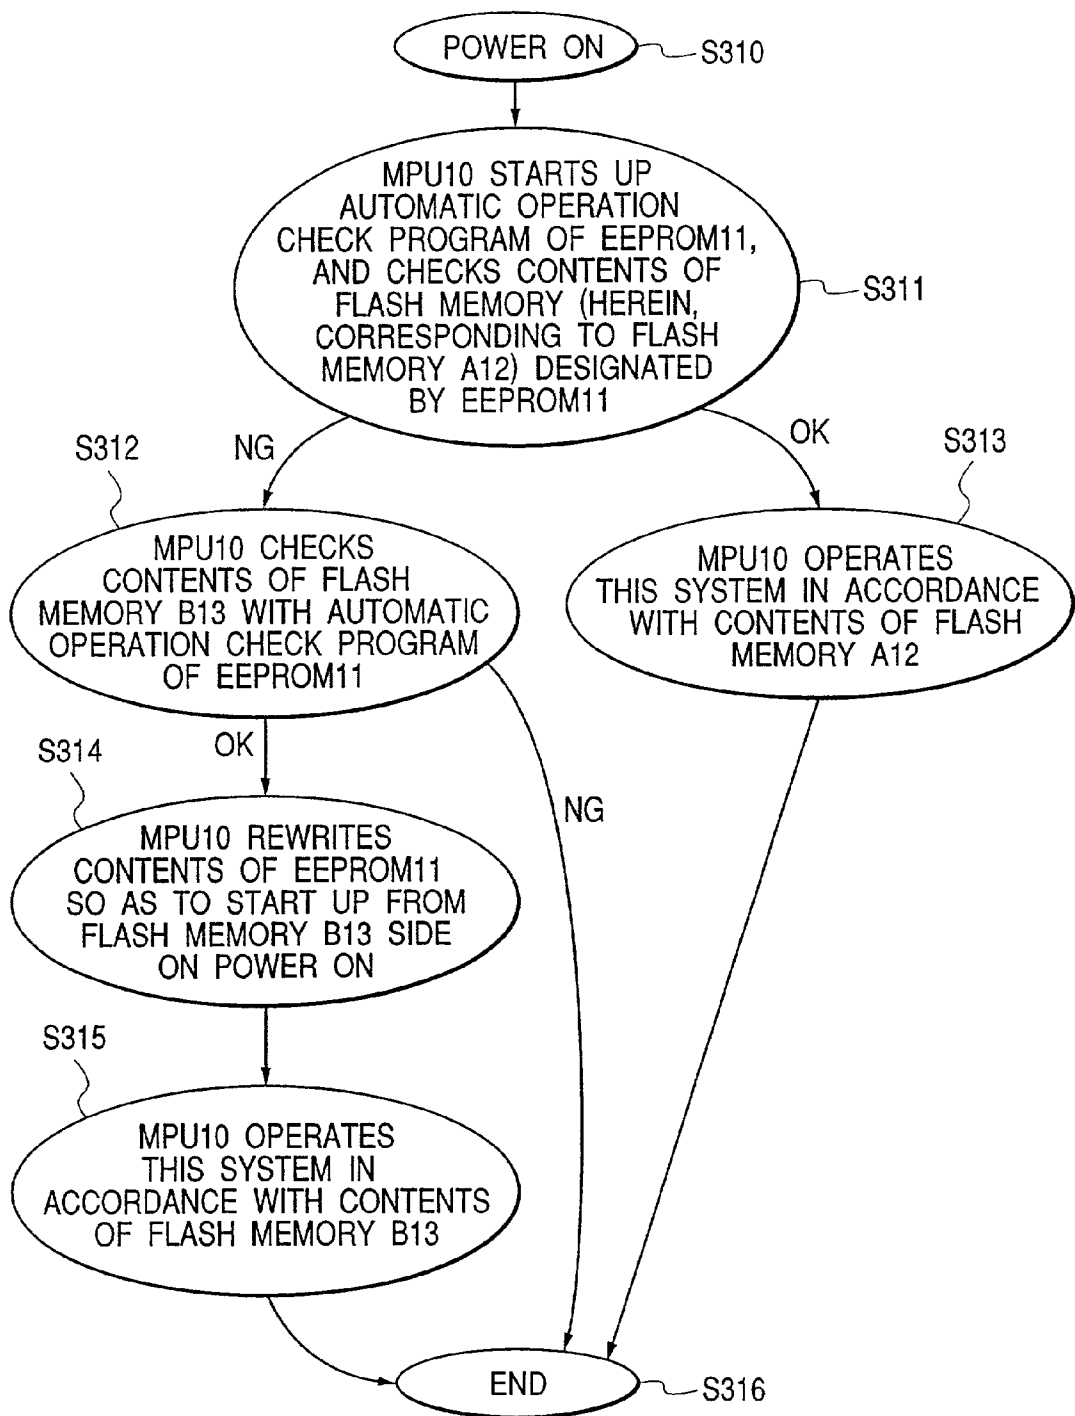 POWER ON
S310
MPU10 STARTS UP
AUTOMATIC OPERATION
CHECK PROGRAM OF EEPROM11,
AND CHECKS CONTENTS OF
FLASH MEMORY (HEREIN,
CORRESPONDING TO FLASH
MEMORY A12) DESIGNATED
BY EEPROM11
S311
NG
OK
S312
MPU10 CHECKS
CONTENTS OF FLASH
MEMORY B13 WITH AUTOMATIC
OPERATION CHECK PROGRAM
OF EEPROM11
S313
MPU10 OPERATES
THIS SYSTEM IN ACCORDANCE
WITH CONTENTS OF FLASH
MEMORY A12
OK
NG
S314
MPU10 REWRITES
CONTENTS OF EEPROM11
SO AS TO START UP FROM
FLASH MEMORY B13 SIDE
ON POWER ON
S315
MPU10 OPERATES
THIS SYSTEM IN
ACCORDANCE WITH CONTENTS
OF FLASH MEMORY B13
END
S316